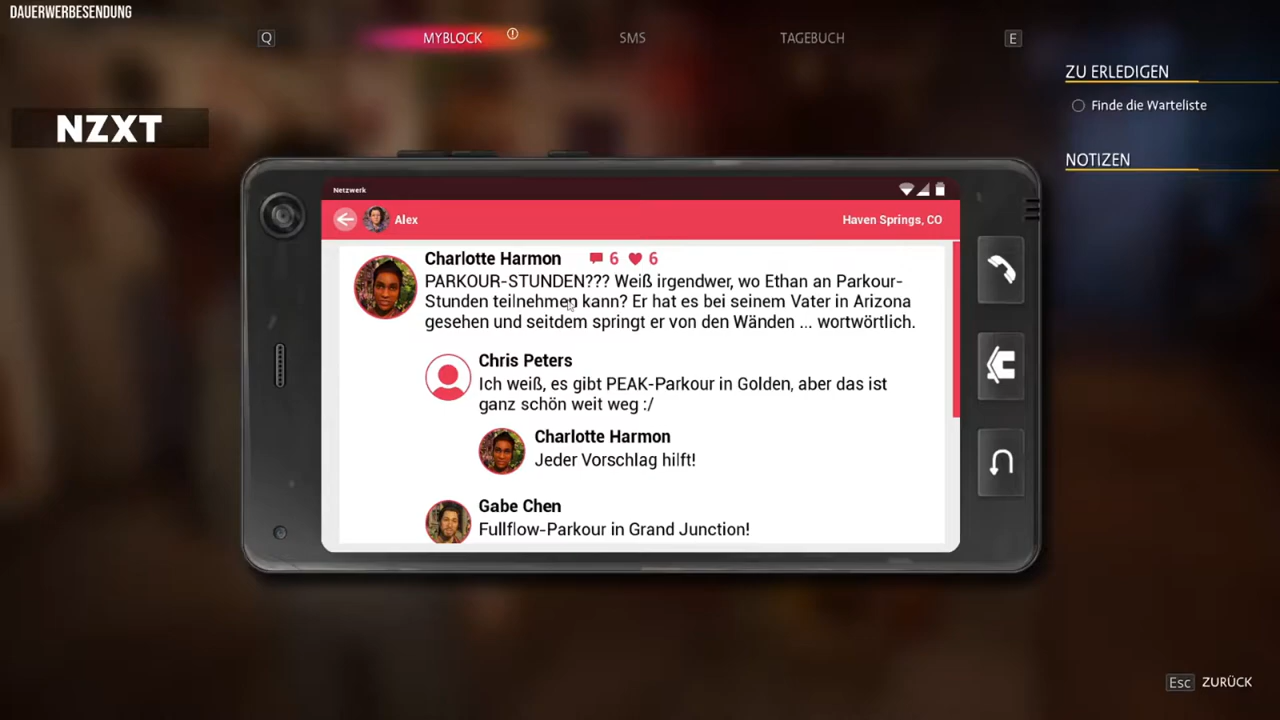 DAUERWERBESENDUNG
Q
MYBLOCK
SMS
TAGEBUCH
E
ZU ERLEDIGEN
Finde die Warteliste
NZXT
NOTIZEN
Netzwerk
Alex
Haven Springs, CO
Charlotte Harmon 6 6
PARKOUR-STUNDEN??? Weiß irgendwer, wo Ethan an Parkour-
Stunden teilnehmen kann? Er hat es bei seinem Vater in Arizona
gesehen und seitdem springt er von den Wänden ... wortwörtlich.
Chris Peters
Ich weiß, es gibt PEAK-Parkour in Golden, aber das ist
ganz schön weit weg :/
Charlotte Harmon
Jeder Vorschlag hilft!
Gabe Chen
Fullflow-Parkour in Grand Junction!
Esc ZURÜCK